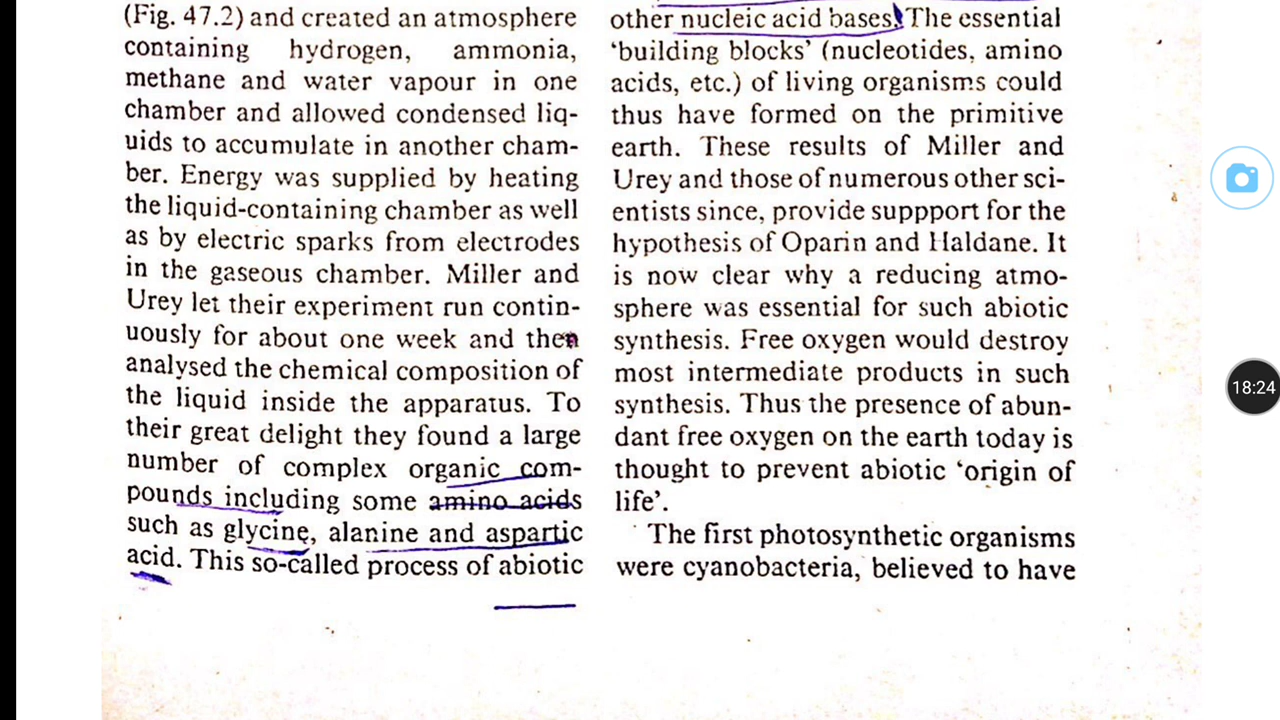 (Fig. 47.2) and created an atmosphere
containing hydrogen, ammonia,
methane and water vapour in one
chamber and allowed condensed liq-
uids to accumulate in another cham-
ber. Energy was supplied by heating
the liquid-containing chamber as well
as by electric sparks from electrodes
in the gaseous chamber. Miller and
Urey let their experiment run contin-
uously for about one week and then
analysed the chemical composition of
the liquid inside the apparatus. To
their great delight they found a large
number of complex organic com-
pounds including some amino acids
such as glycine, alanine and aspartic
acid. This so-called process of abiotic
other nucleic acid bases. The essential
‘building blocks’ (nucleotides, amino
acids, etc.) of living organisms could
thus have formed on the primitive
earth. These results of Miller and
Urey and those of numerous other sci-
entists since, provide suppport for the
hypothesis of Oparin and Haldane. It
is now clear why a reducing atmo-
sphere was essential for such abiotic
synthesis. Free oxygen would destroy
most intermediate products in such
synthesis. Thus the presence of abun-
dant free oxygen on the earth today is
thought to prevent abiotic ‘origin of
life’.
The first photosynthetic organisms
were cyanobacteria, believed to have
18:24